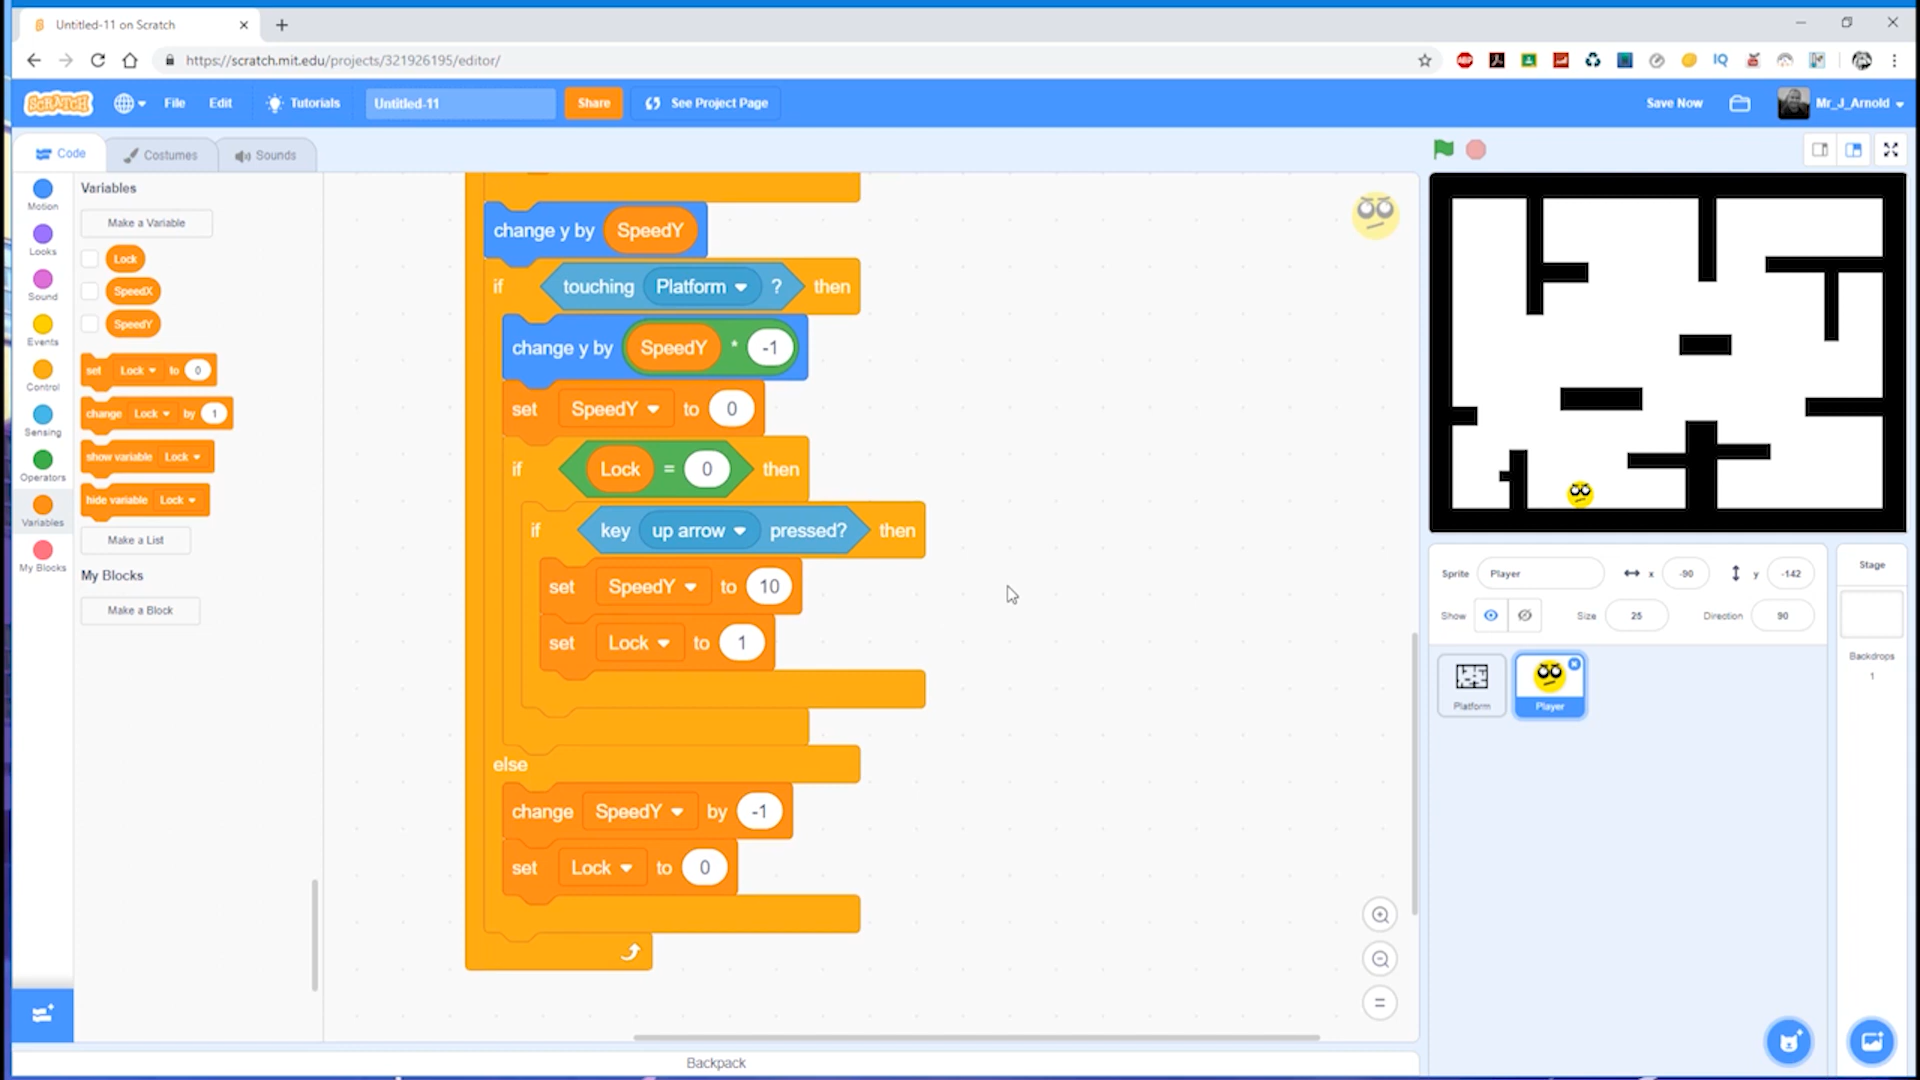 Untitled-11 on Scratch
https://scratch.mit.edu/projects/321926195/editor/
ABP
IQ
SCRATCH
File
Edit
Tutorials
Untitled-11
Share
See Project Page
Save Now
Mr_J_Arnold
Code
Costumes
Sounds
Motion
Looks
Sound
Events
Control
Sensing
Operators
Variables
My Blocks
Variables
Make a Variable
Lock
SpeedX
SpeedY
set Lock to 0
change Lock by 1
show variable Lock
hide variable Lock
Make a List
My Blocks
Make a Block
change y by SpeedY
if touching Platform ? then
change y by SpeedY * -1
set SpeedY to 0
if Lock = 0 then
if key up arrow pressed? then
set SpeedY to 10
set Lock to 1
else
change SpeedY by -1
set Lock to 0
Backpack
Sprite Player x -90 y -142
Show Size 25 Direction 90
Platform
Player
Stage
Backdrops
1